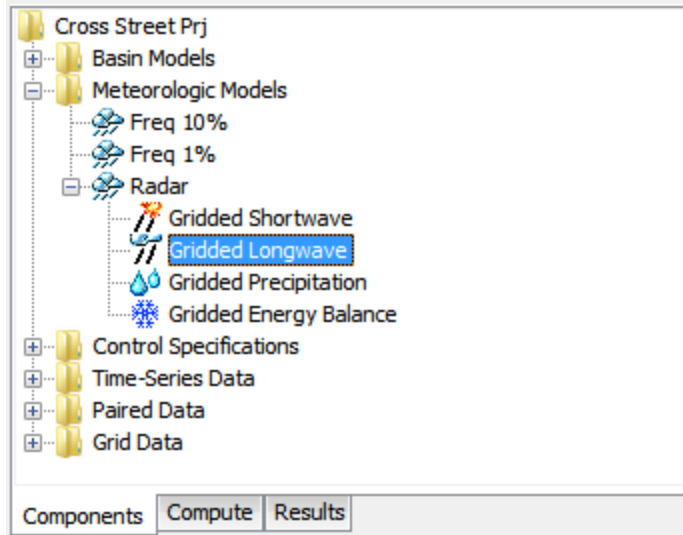 Cross Street Prj
Basin Models
Meteorologic Models
Freq 10%
Freq 1%
Radar
Gridded Shortwave
Gridded Longwave
Gridded Precipitation
Gridded Energy Balance
Control Specifications
Time-Series Data
Paired Data
Grid Data
Components Compute Results